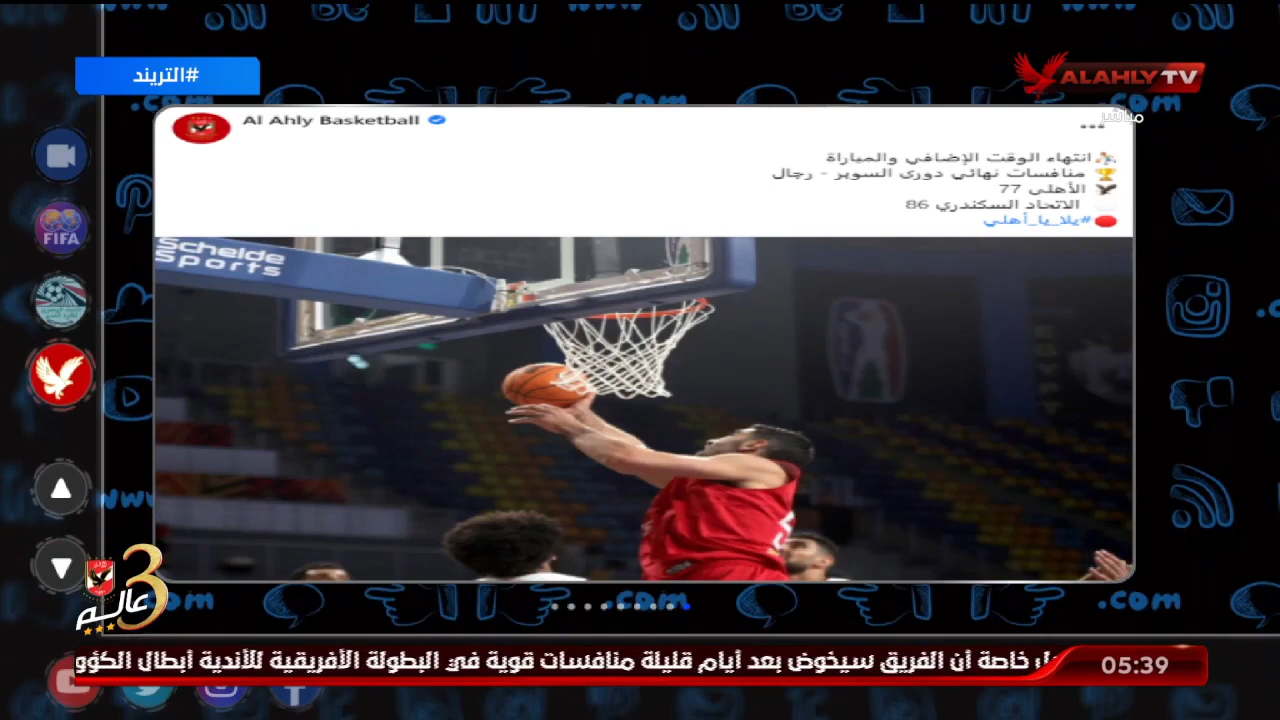 #التريند
ALAHLY TV
مباشر
Al Ahly Basketball
انتهاء الوقت الإضافي والمباراة
منافسات نهائي دوري السوبر - رجال
الأهلي 77
الاتحاد السكندري 86
#يلا_يا_أهلي
Schelde
Sports
FIFA
3
عالم
خاصة أن الفريق سيخوض بعد أيام قليلة منافسات قوية في البطولة الأفريقية للأندية أبطال الكؤو
05:39